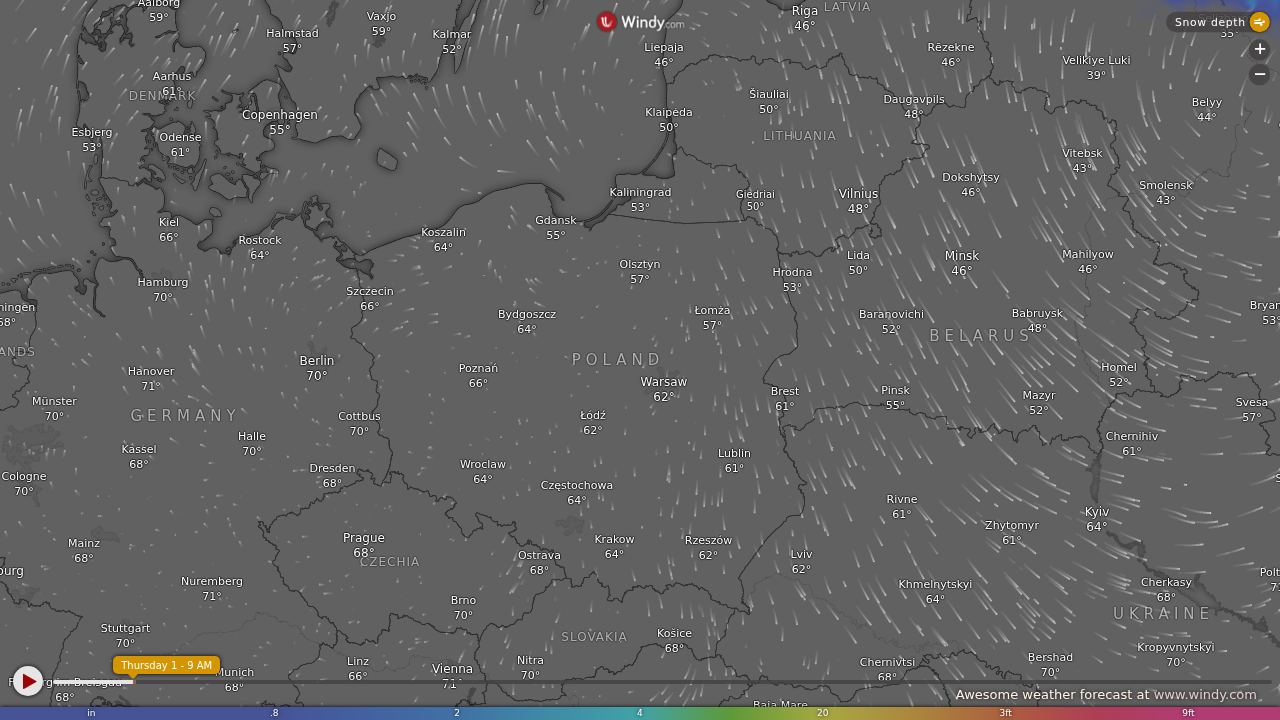 Aalborg
59°
Halmstad
57°
Vaxjo
59°
Kalmar
52°
Windy.com
Riga
46°
LATVIA
Snow depth
Liepaja
46°
Rēzekne
46°
Velikiye Luki
39°
+
−
Aarhus
61°
DENMARK
Copenhagen
55°
Klaipėda
50°
Šiauliai
50°
LITHUANIA
Daugavpils
48°
Belyy
44°
Esbjerg
53°
Odense
61°
Vitebsk
43°
Kaliningrad
53°
Giedriai
50°
Vilnius
48°
Dokshytsy
46°
Smolensk
43°
Kiel
66°
Rostock
64°
Koszalin
64°
Gdansk
55°
Olsztyn
57°
Hrodna
53°
Lida
50°
Minsk
46°
Mahilyow
46°
Hamburg
70°
Szczecin
66°
Bydgoszcz
64°
Łomża
57°
Baranovichi
52°
Babruysk
48°
BELARUS
Hanover
71°
Berlin
70°
Poznań
66°
POLAND
Warsaw
62°
Brest
61°
Pinsk
55°
Homel
52°
Mazyr
52°
Svesa
57°
Münster
70°
GERMANY
Cottbus
70°
Łódź
62°
Kassel
68°
Halle
70°
Chernihiv
61°
Cologne
70°
Dresden
68°
Wroclaw
64°
Częstochowa
64°
Lublin
61°
Rivne
61°
Kyiv
64°
Zhytomyr
61°
Mainz
68°
Prague
68°
CZECHIA
Ostrava
68°
Krakow
64°
Rzeszów
62°
Lviv
62°
Nuremberg
71°
Brno
70°
Khmelnytskyi
64°
Cherkasy
68°
UKRAINE
Stuttgart
70°
SLOVAKIA
Košice
68°
Thursday 1 - 9 AM
Munich
68°
Linz
66°
Vienna
71°
Nitra
70°
Chernivtsi
68°
Bershad
70°
Kropyvnytskyi
70°
68°
Awesome weather forecast at www.windy.com
Baia Mare
in .8 2 4 20 3ft 9ft